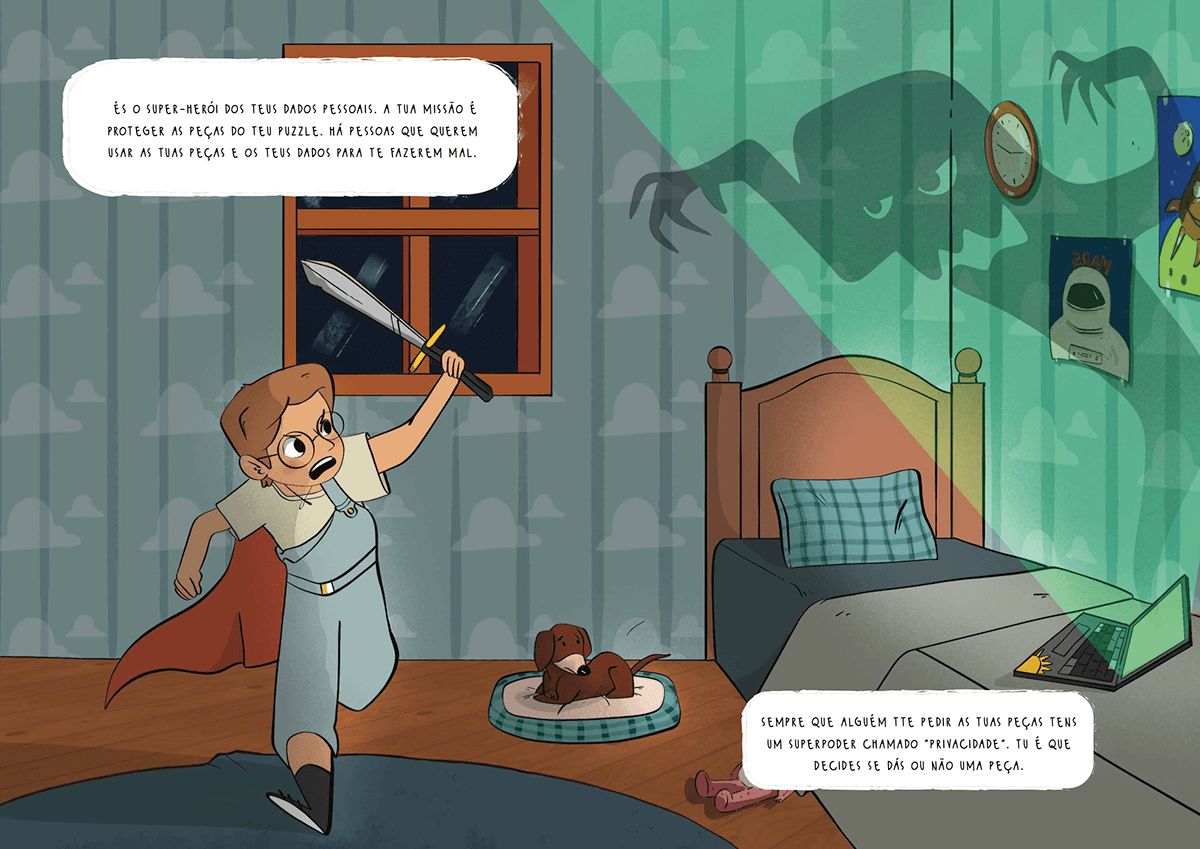 ÉS O SUPER-HERÓI DOS TEUS DADOS PESSOAIS. A TUA MISSÃO É
PROTEGER AS PEÇAS DO TEU PUZZLE. HÁ PESSOAS QUE QUEREM
USAR AS TUAS PEÇAS E OS TEUS DADOS PARA TE FAZEREM MAL.
MARS
SEMPRE QUE ALGUÉM TTE PEDIR AS TUAS PEÇAS TENS
UM SUPERPODER CHAMADO "PRIVACIDADE". TU É QUE
DECIDES SE DÁS OU NÃO UMA PEÇA.